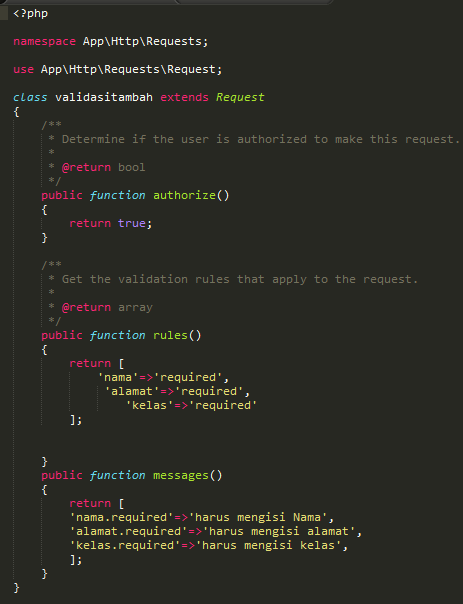 <?php
namespace App\Http\Requests;
use App\Http\Requests\Request;
class validasitambah extends Request
{
/**
* Determine if the user is authorized to make this request.
*
* @return bool
*/
public function authorize()
{
return true;
}
/**
* Get the validation rules that apply to the request.
*
* @return array
*/
public function rules()
{
return [
'nama'=>'required',
'alamat'=>'required',
'kelas'=>'required'
];
}
public function messages()
{
return [
'nama.required'=>'harus mengisi Nama',
'alamat.required'=>'harus mengisi alamat',
'kelas.required'=>'harus mengisi kelas',
];
}
}